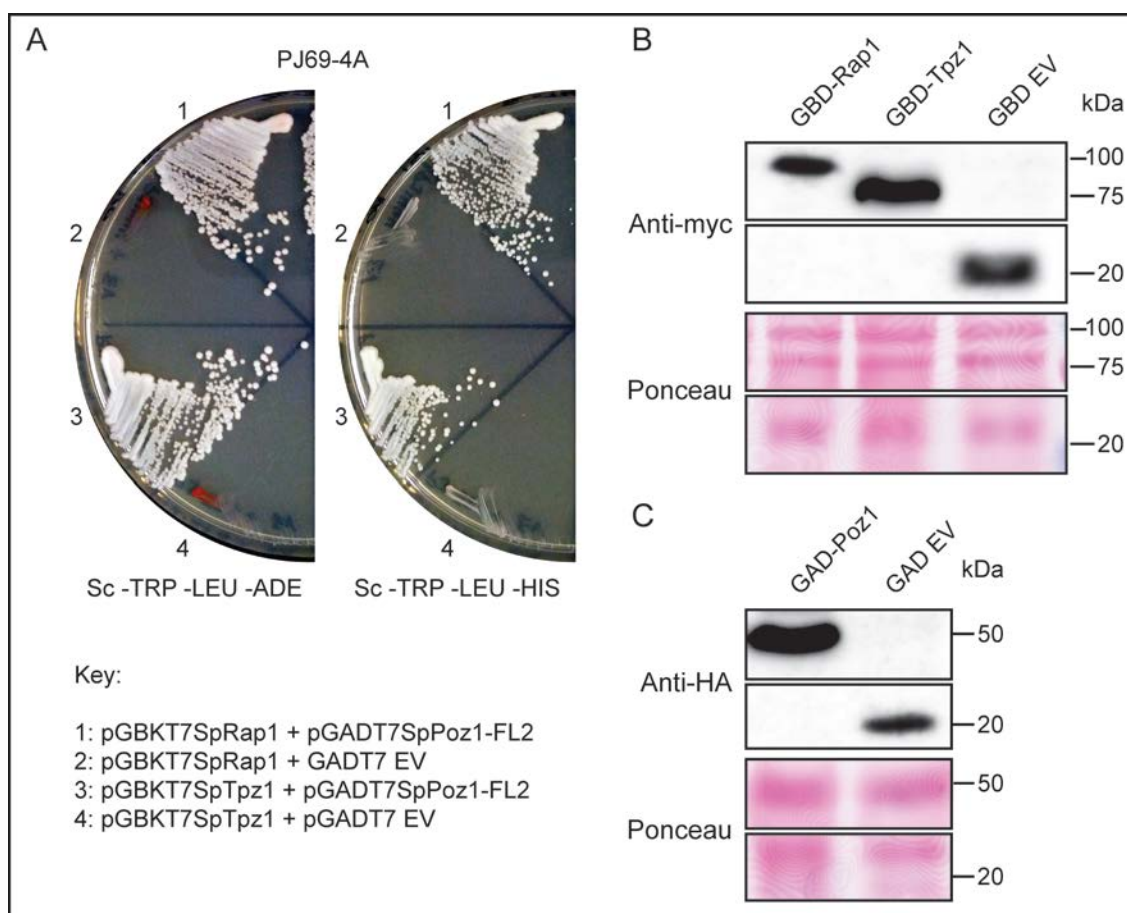 A
PJ69-4A
1
1
2
2
3
3
4
4
Sc -TRP -LEU -ADE
Sc -TRP -LEU -HIS
Key:
1: pGBKT7SpRap1 + pGADT7SpPoz1-FL2
2: pGBKT7SpRap1 + GADT7 EV
3: pGBKT7SpTpz1 + pGADT7SpPoz1-FL2
4: pGBKT7SpTpz1 + pGADT7 EV
B
GBD-Rap1
GBD-Tpz1
GBD EV
kDa
100
75
Anti-myc
20
100
75
Ponceau
20
C
GAD-Poz1
GAD EV
kDa
50
Anti-HA
20
50
Ponceau
20